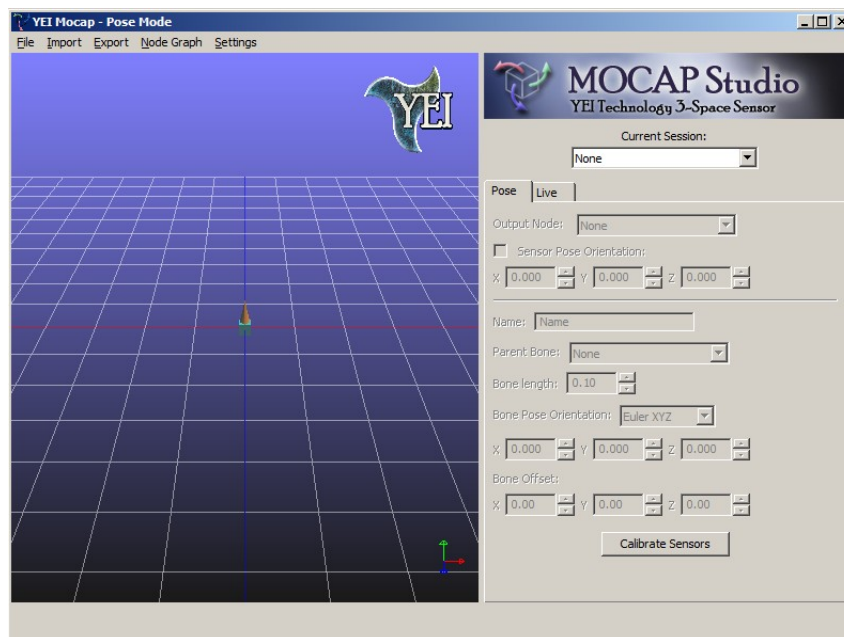 YEI Mocap - Pose Mode
File Import Export Node Graph Settings
YEI
MOCAP Studio
YEI Technology 3-Space Sensor
Current Session:
None
Pose Live
Output Node: None
Sensor Pose Orientation:
X 0.000 Y 0.000 Z 0.000
Name: Name
Parent Bone: None
Bone length: 0.10
Bone Pose Orientation: Euler XYZ
X 0.000 Y 0.000 Z 0.000
Bone Offset:
X 0.00 Y 0.00 Z 0.00
Calibrate Sensors